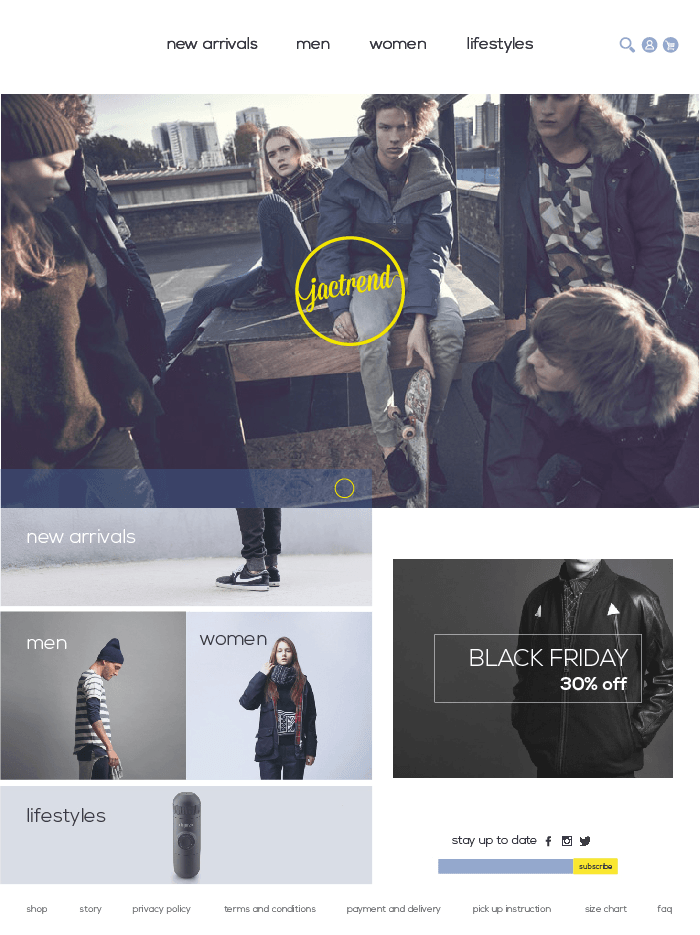 new arrivals
men
women
lifestyles
jactrend
new arrivals
men
women
lifestyles
BLACK FRIDAY
30% off
stay up to date
subscribe
shop
story
privacy policy
terms and conditions
payment and delivery
pick up instruction
size chart
faq